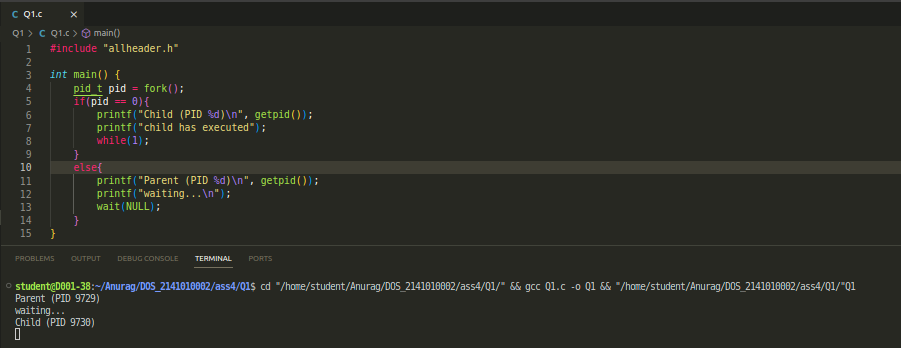 C Q1.c ×
Q1 > C Q1.c > main()
1 #include "allheader.h"
2
3 int main() {
4 pid_t pid = fork();
5 if(pid == 0){
6 printf("Child (PID %d)\n", getpid());
7 printf("child has executed");
8 while(1);
9 }
10 else{
11 printf("Parent (PID %d)\n", getpid());
12 printf("waiting...\n");
13 wait(NULL);
14 }
15 }
PROBLEMS OUTPUT DEBUG CONSOLE TERMINAL PORTS
student@D001-38:~/Anurag/DOS_2141010002/ass4/Q1$ cd "/home/student/Anurag/DOS_2141010002/ass4/Q1/" && gcc Q1.c -o Q1 && "/home/student/Anurag/DOS_2141010002/ass4/Q1/"Q1
Parent (PID 9729)
waiting...
Child (PID 9730)